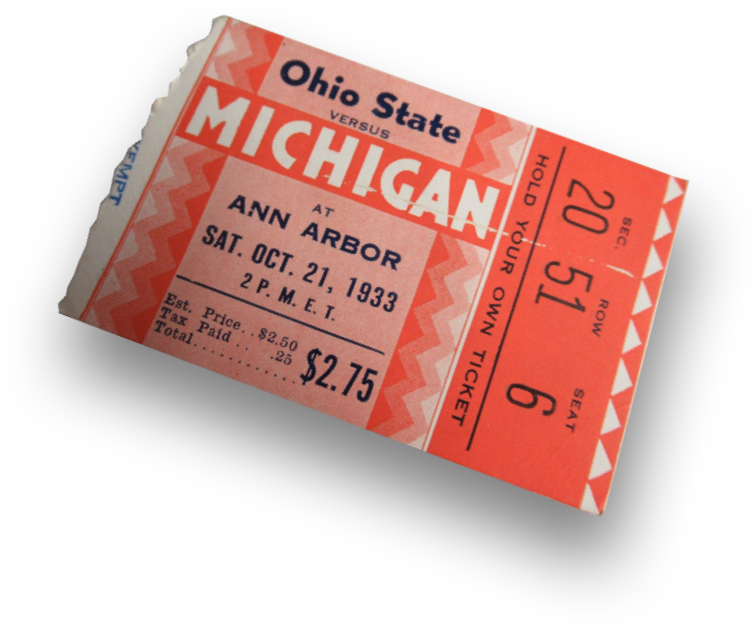 Ohio State
VERSUS
MICHIGAN
AT
ANN ARBOR
SAT. OCT. 21, 1933
2 P. M. E. T.
Est. Price..$2.50
Tax Paid... .25
Total............$2.75
HOLD YOUR OWN TICKET
20 SEC.
51 ROW
6 SEAT